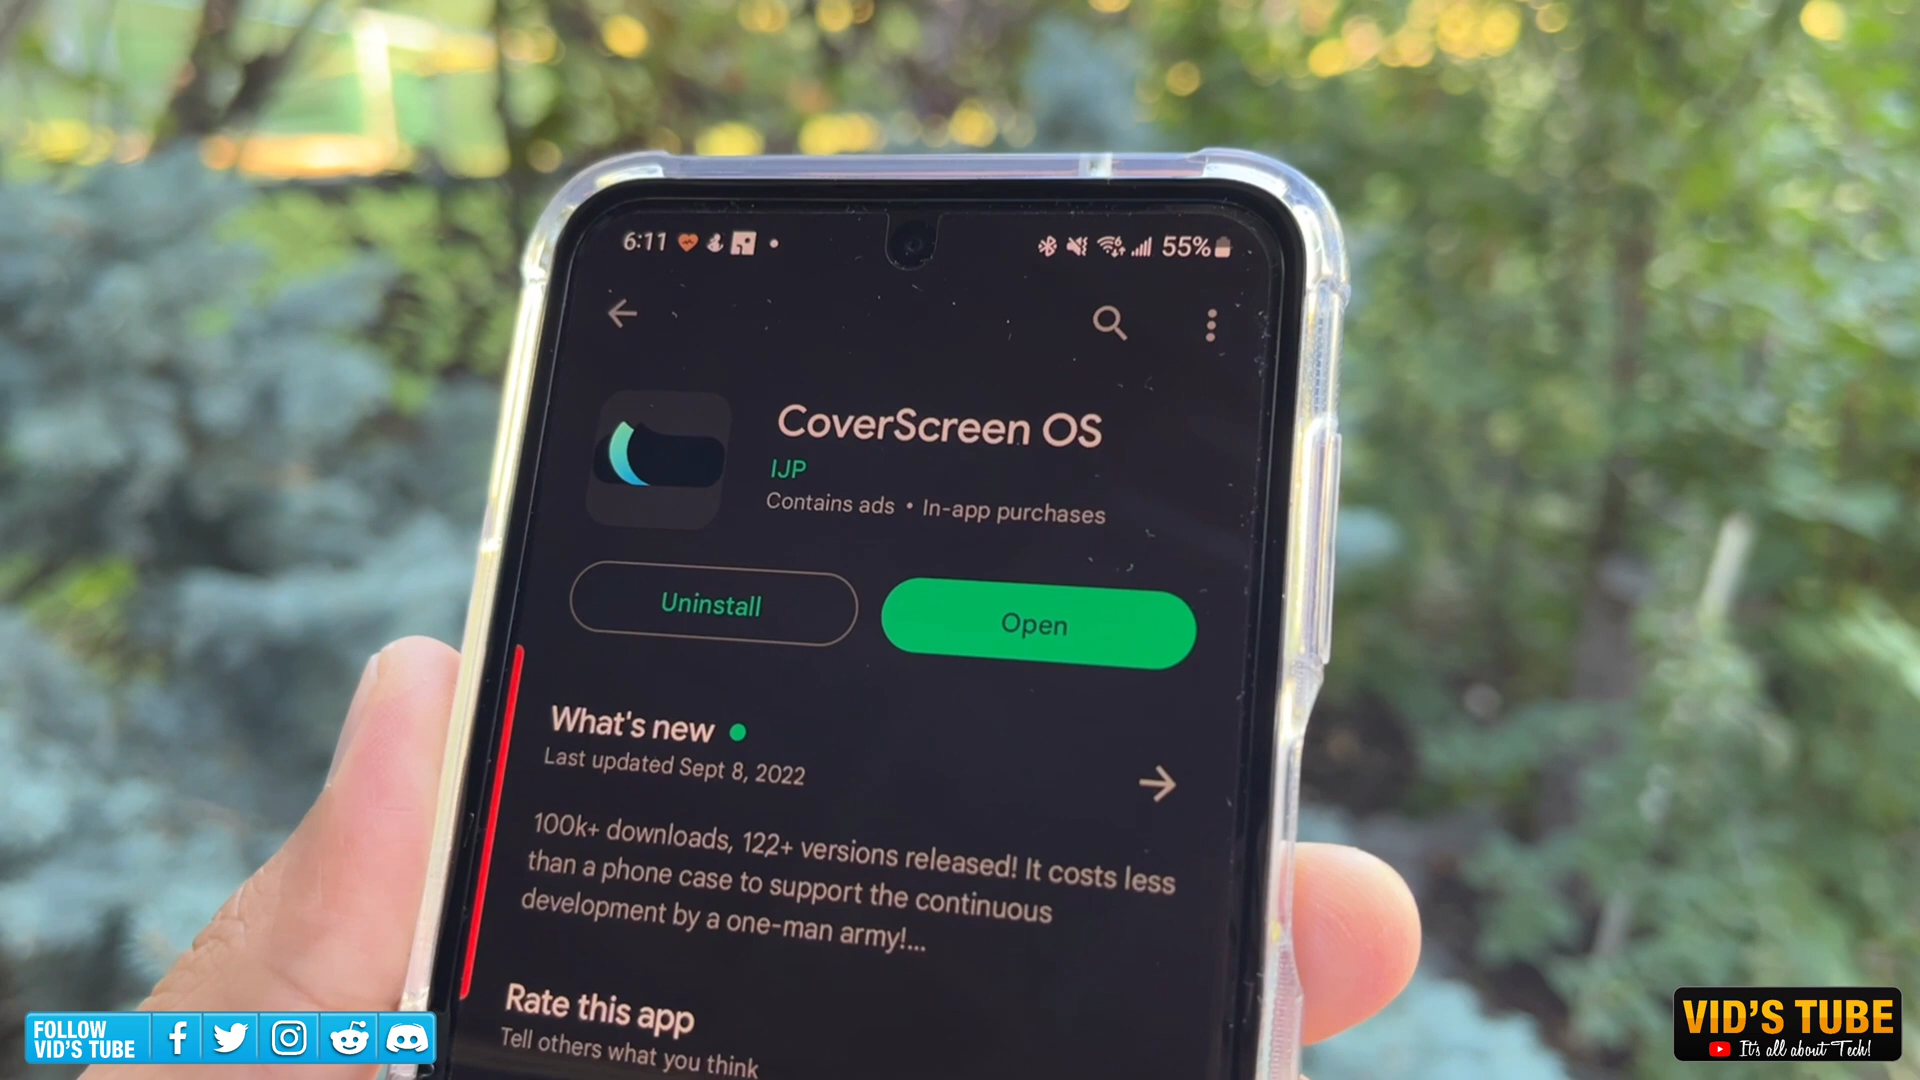 6:11
55%
CoverScreen OS
IJP
Contains ads • In-app purchases
Uninstall
Open
What's new
Last updated Sept 8, 2022
100k+ downloads, 122+ versions released! It costs less
than a phone case to support the continuous
development by a one-man army!...
Rate this app
Tell others what you think
FOLLOW
VID'S TUBE
VID'S TUBE
It's all about Tech!